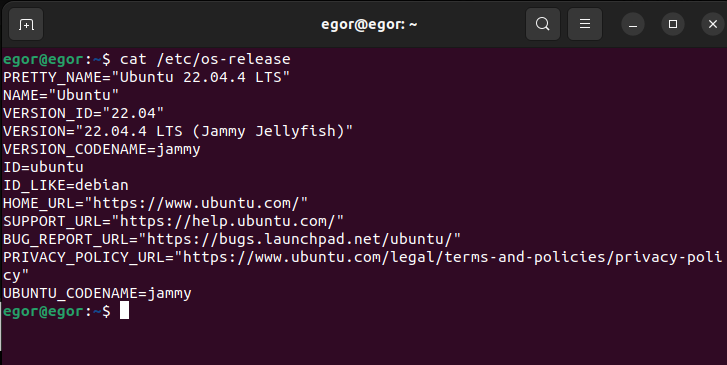 egor@egor: ~
egor@egor:~$ cat /etc/os-release
PRETTY_NAME="Ubuntu 22.04.4 LTS"
NAME="Ubuntu"
VERSION_ID="22.04"
VERSION="22.04.4 LTS (Jammy Jellyfish)"
VERSION_CODENAME=jammy
ID=ubuntu
ID_LIKE=debian
HOME_URL="https://www.ubuntu.com/"
SUPPORT_URL="https://help.ubuntu.com/"
BUG_REPORT_URL="https://bugs.launchpad.net/ubuntu/"
PRIVACY_POLICY_URL="https://www.ubuntu.com/legal/terms-and-policies/privacy-poli
cy"
UBUNTU_CODENAME=jammy
egor@egor:~$